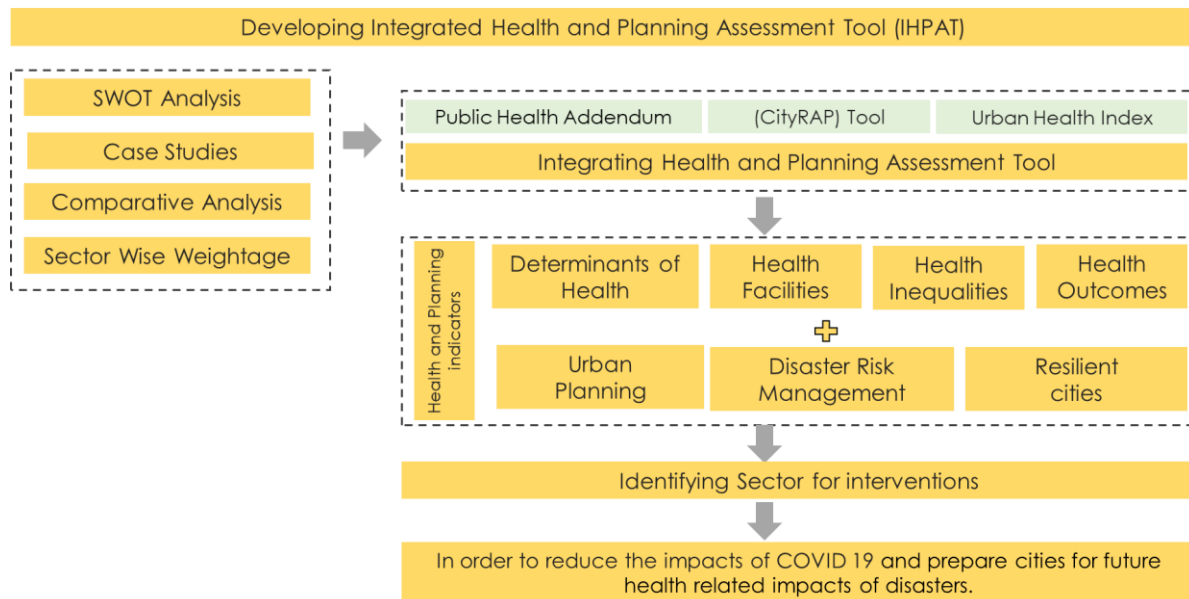 Developing Integrated Health and Planning Assessment Tool (IHPAT)
SWOT Analysis
Case Studies
Comparative Analysis
Sector Wise Weightage
Public Health Addendum
(CityRAP) Tool
Urban Health Index
Integrating Health and Planning Assessment Tool
Health and Planning
indicators
Determinants of
Health
Health
Facilities
Health
Inequalities
Health
Outcomes
Urban
Planning
Disaster Risk
Management
Resilient
cities
Identifying Sector for interventions
In order to reduce the impacts of COVID 19 and prepare cities for future
health related impacts of disasters.